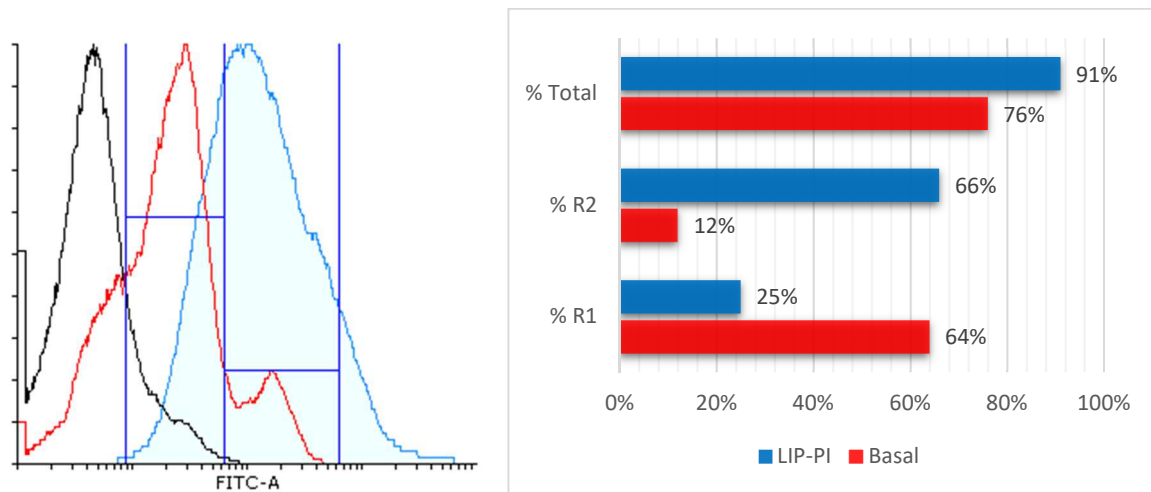 FITC-A
% Total
91%
76%
% R2
66%
12%
% R1
25%
64%
0% 20% 40% 60% 80% 100%
LIP-PI Basal